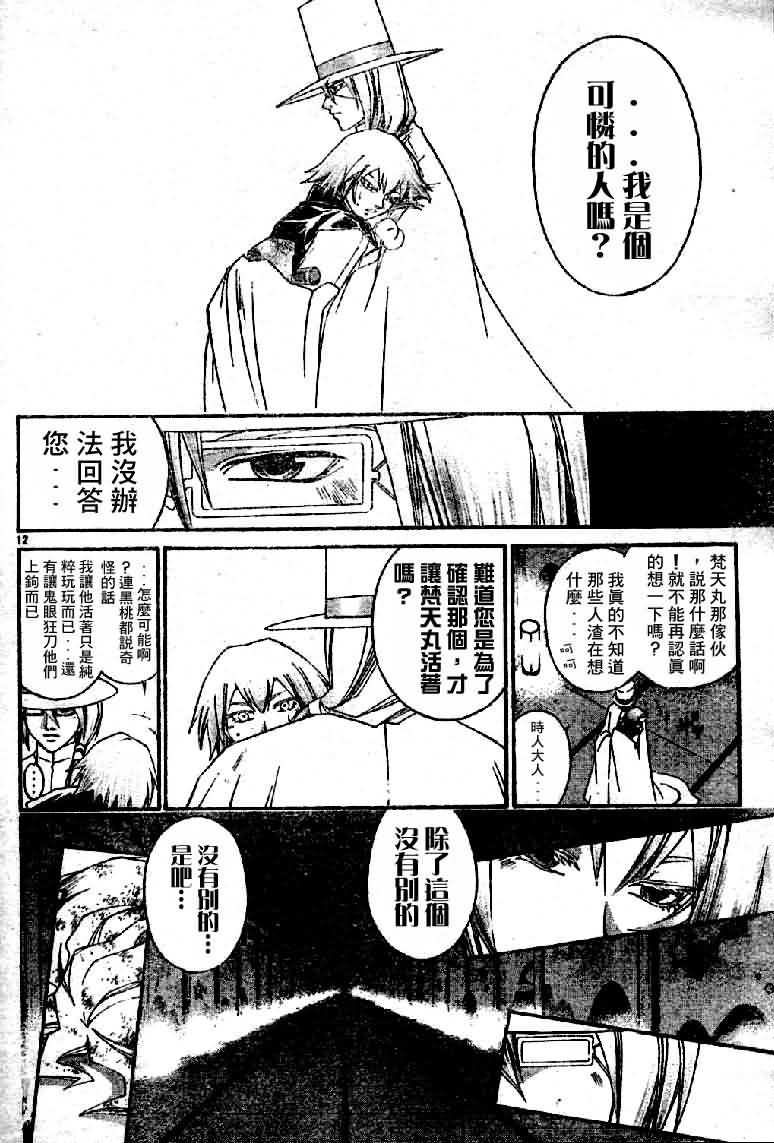 ...我是個
可憐的人嗎？
我沒辦
法回答
您...
12
梵天丸那傢伙
，説那什麼話啊
！就不能再認眞
的想一下嗎？
我眞的不知道
那些人渣在想
什麼...呵呵
時人大人...
難道您是為了
確認那個，才
讓梵天丸活著
嗎？
...怎麼可能啊
？連黑桃都説奇
怪的話
我讓他活著只是純
粹玩玩而已...還
有讓鬼眼狂刀他們
上鉤而已
...
除了這個
沒有別的
沒有別的...
是吧...